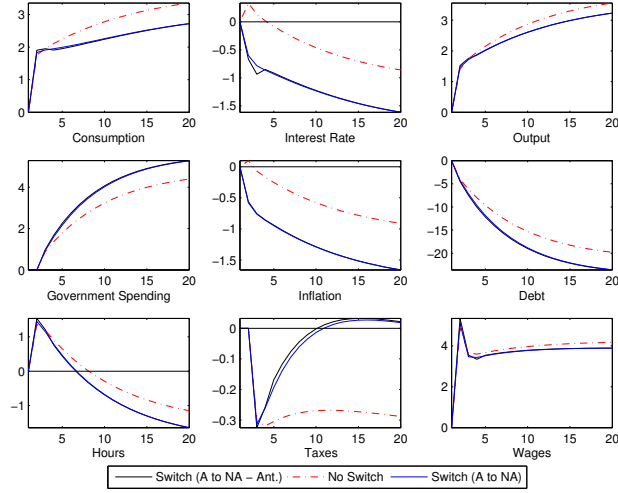 3
2
1
0
5 10 15 20
Consumption
0
−0.5
−1
−1.5
5 10 15 20
Interest Rate
3
2
1
0
5 10 15 20
Output
4
2
0
5 10 15 20
Government Spending
0
−0.5
−1
−1.5
5 10 15 20
Inflation
0
−5
−10
−15
−20
5 10 15 20
Debt
1
0
−1
5 10 15 20
Hours
0
−0.1
−0.2
−0.3
5 10 15 20
Taxes
4
2
0
5 10 15 20
Wages
Switch (A to NA − Ant.) No Switch Switch (A to NA)